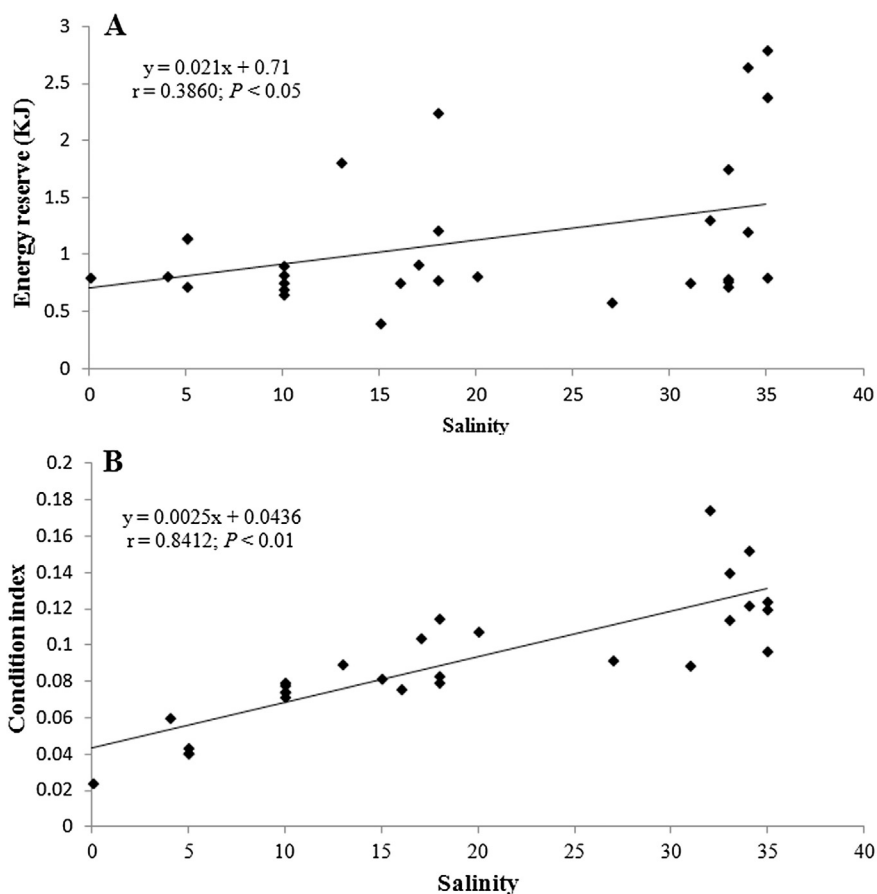 A
y = 0.021x + 0.71
r = 0.3860; P < 0.05
Energy reserve (KJ)
3
2.5
2
1.5
1
0.5
0
0 5 10 15 20 25 30 35 40
Salinity
B
y = 0.0025x + 0.0436
r = 0.8412; P < 0.01
Condition index
0.2
0.18
0.16
0.14
0.12
0.1
0.08
0.06
0.04
0.02
0
0 5 10 15 20 25 30 35 40
Salinity